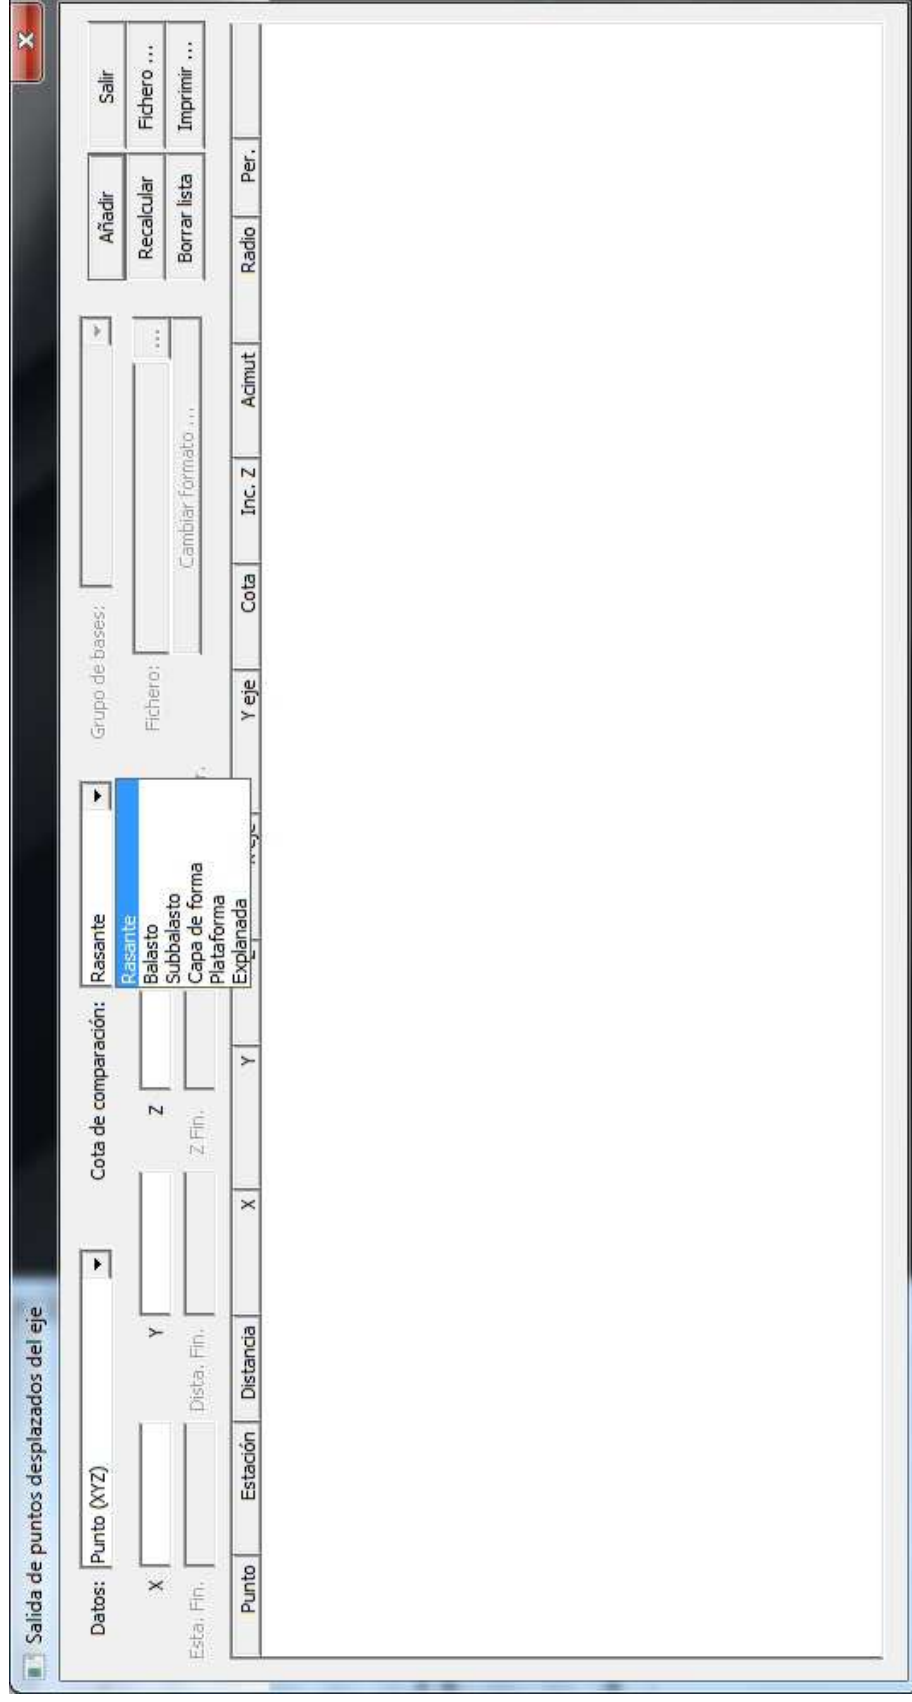 Salida de puntos desplazados del eje
Datos: Punto (XYZ) Cota de comparación: Rasante Grupo de bases: Añadir Salir
Rasante
Balasto
Subbalasto
Capa de forma
Plataforma
Explanada
X Y Z Fichero: ... Recalcular Fichero ...
Esta. Fin. Dista. Fin. Z Fin. Cambiar formato ... Borrar lista Imprimir ...
Punto Estación Distancia X Y Y eje Cota Inc. Z Acimut Radio Per.